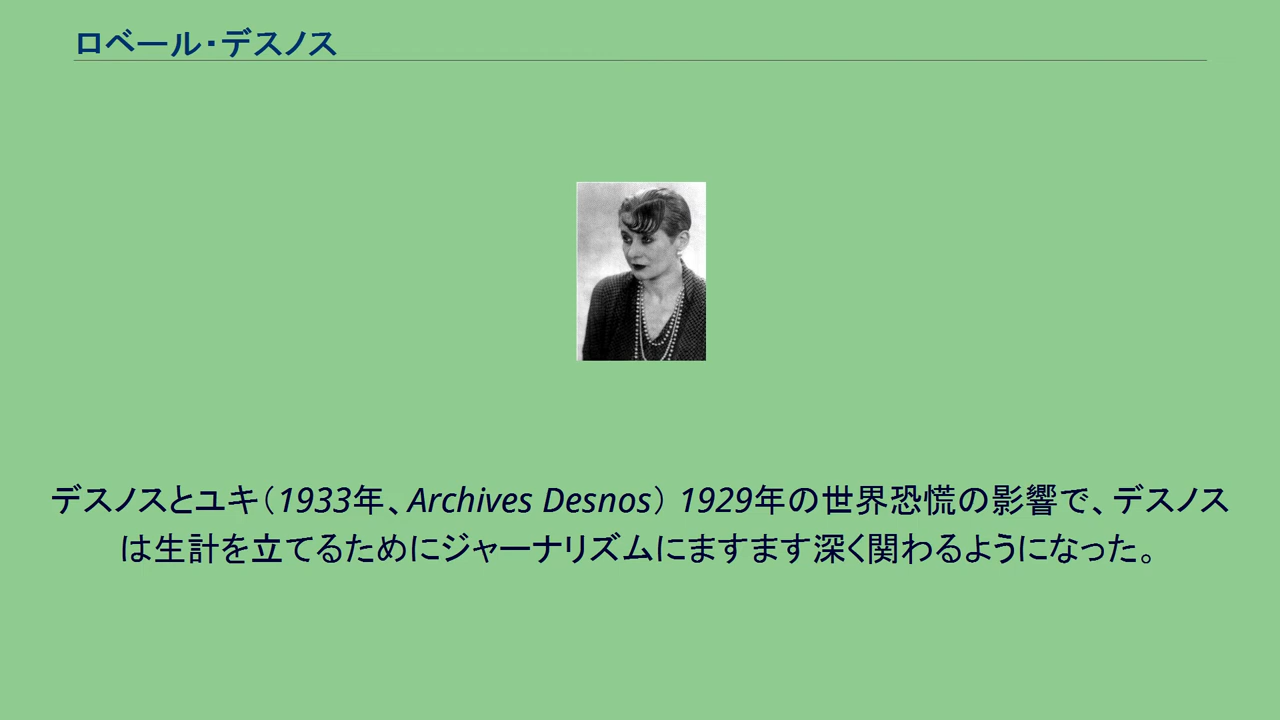 ロベール・デスノス
デスノスとユキ（1933年、Archives Desnos） 1929年の世界恐慌の影響で、デスノス
は生計を立てるためにジャーナリズムにますます深く関わるようになった。